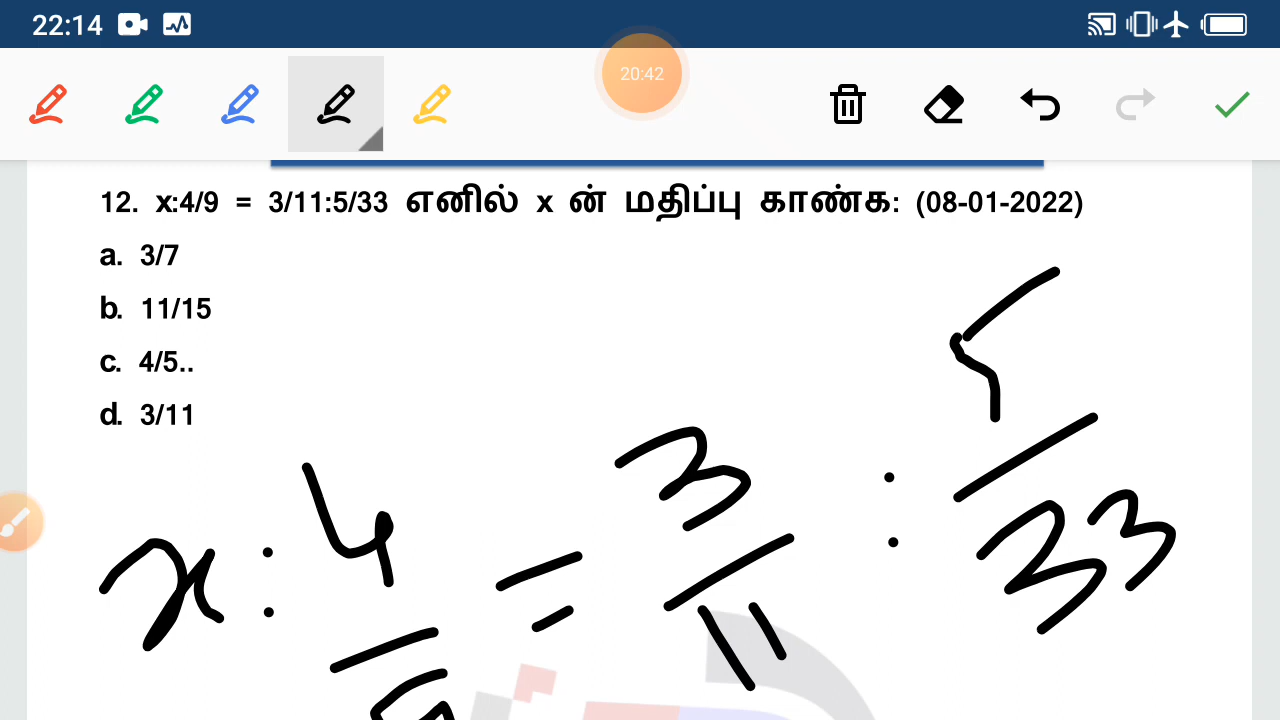 22:14
20:42
12. x:4/9 = 3/11:5/33 எனில் x ன் மதிப்பு காண்க: (08-01-2022)
a. 3/7
b. 11/15
c. 4/5..
d. 3/11
x : 4 = 3/11 : 5/33